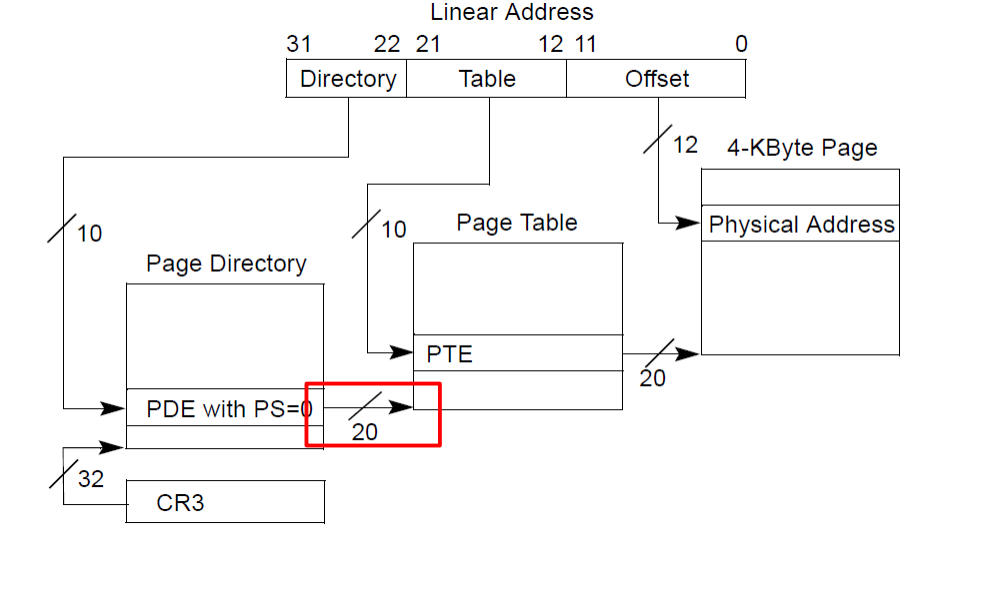 Linear Address
31 22 21 12 11 0
Directory Table Offset
12
4-KByte Page
10
10
Page Table
Physical Address
Page Directory
PTE
20
PDE with PS=0
20
32
CR3